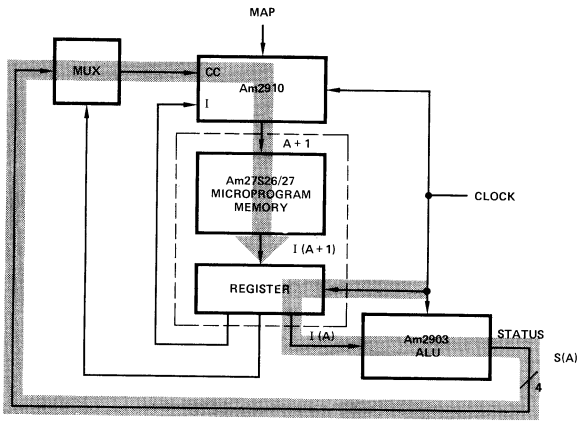 MAP
MUX
CC
Am2910
I
A + 1
Am27S26/27
MICROPROGRAM
MEMORY
CLOCK
I (A + 1)
REGISTER
I (A)
Am2903
ALU
STATUS
S(A)
4